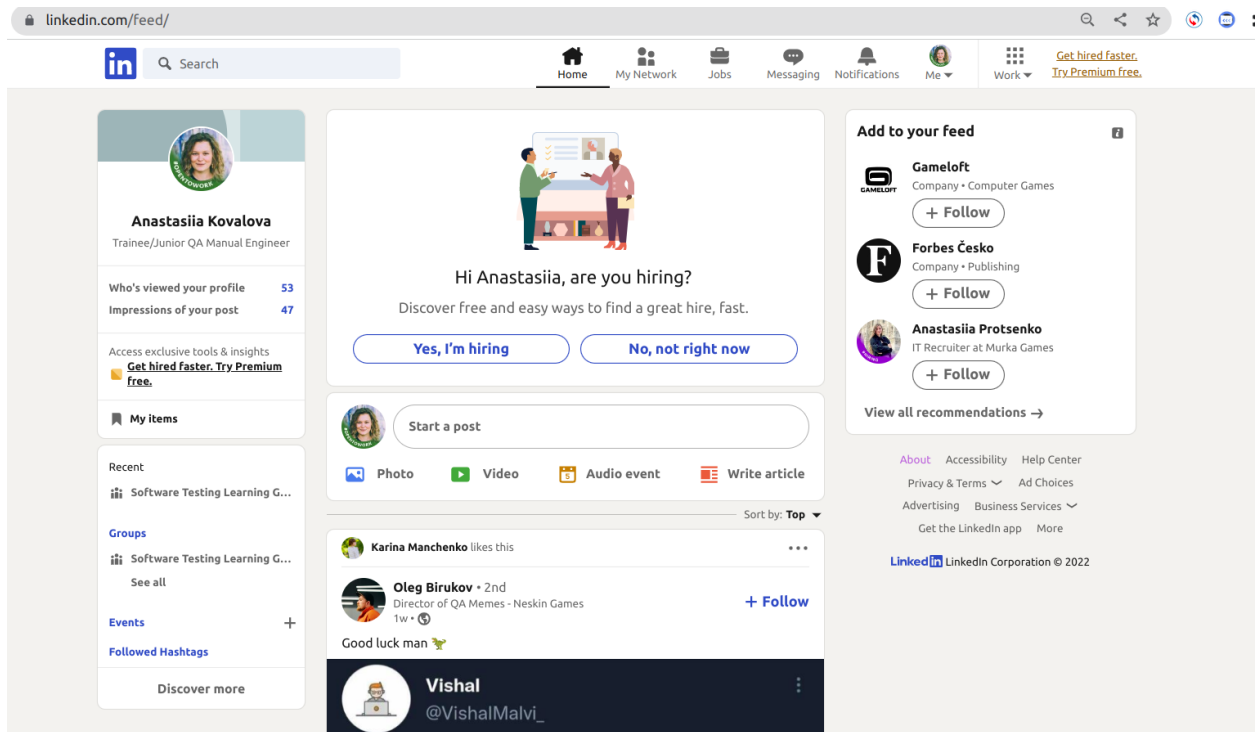 linkedin.com/feed/
in
Search
Home
My Network
Jobs
Messaging
Notifications
Me
Work
Get hired faster.
Try Premium free.
#OPENTOWORK
Anastasiia Kovalova
Trainee/Junior QA Manual Engineer
Who's viewed your profile 53
Impressions of your post 47
Access exclusive tools & insights
Get hired faster. Try Premium
free.
My items
Recent
Software Testing Learning G...
Groups
Software Testing Learning G...
See all
Events
Followed Hashtags
Discover more
Hi Anastasiia, are you hiring?
Discover free and easy ways to find a great hire, fast.
Yes, I'm hiring
No, not right now
Start a post
Photo
Video
Audio event
Write article
Sort by: Top
Karina Manchenko likes this
Oleg Birukov • 2nd
Director of QA Memes - Neskin Games
1w •
+ Follow
Good luck man 🦖
Vishal
@VishalMalvi_
Add to your feed
GAMELOFT
Gameloft
Company • Computer Games
+ Follow
F
Forbes Česko
Company • Publishing
+ Follow
Anastasiia Protsenko
IT Recruiter at Murka Games
+ Follow
View all recommendations →
About Accessibility Help Center
Privacy & Terms Ad Choices
Advertising Business Services
Get the LinkedIn app More
Linked in LinkedIn Corporation © 2022